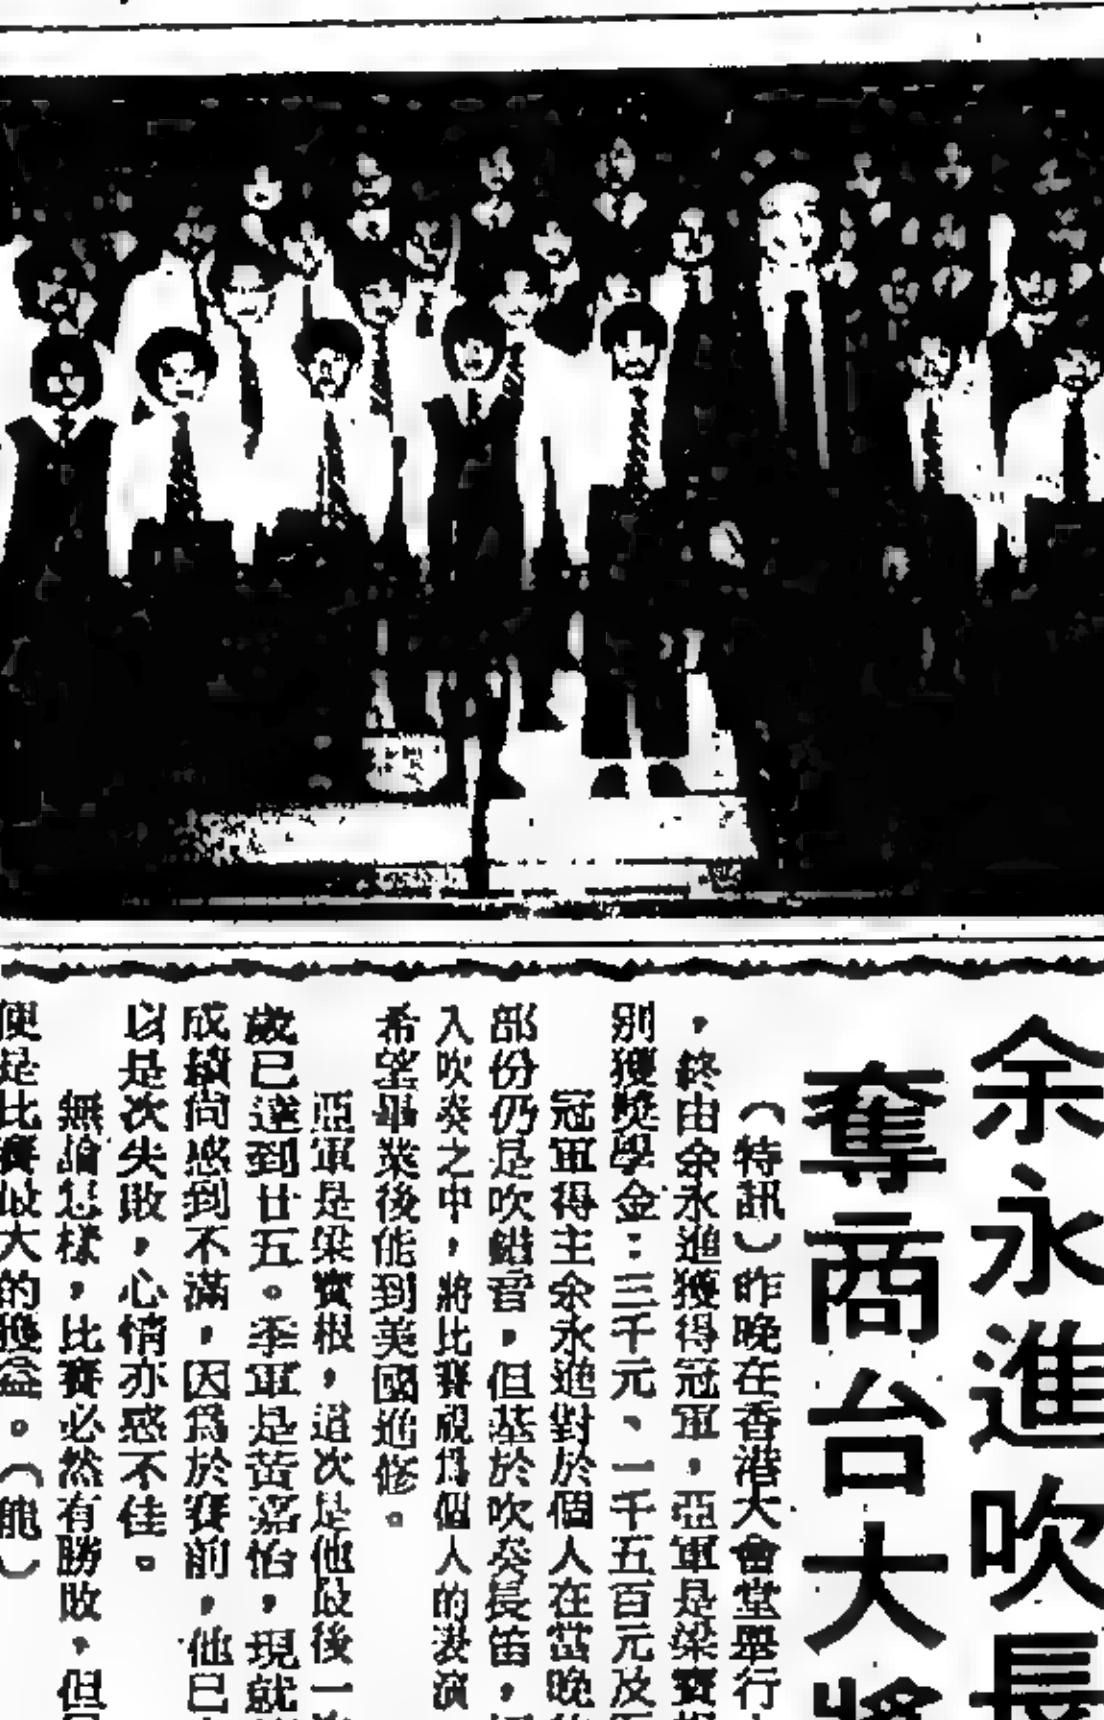 余永進吹長
奪商台大獎
（特訊）昨晚在香港大會堂舉行
，終由余永進獲得冠軍，亞軍是梁寶根
別獲獎學金：三千元、一千五百元及
冠軍得主余永進對於個人在當晚
部份仍是吹錯音，但基於吹奏長笛，
入吹奏之中，將比賽視爲個人的表演
希望畢業後能到美國進修。
亞軍是梁寶根，這次是他最後一
歲已達到廿五。季軍是黃嘉怡，現就
成績尚感到不滿，因爲於賽前，他已
以是次失敗，心情亦感不佳。
無論怎樣，比賽必然有勝敗，但
便是比賽最大的獲益。（龍）